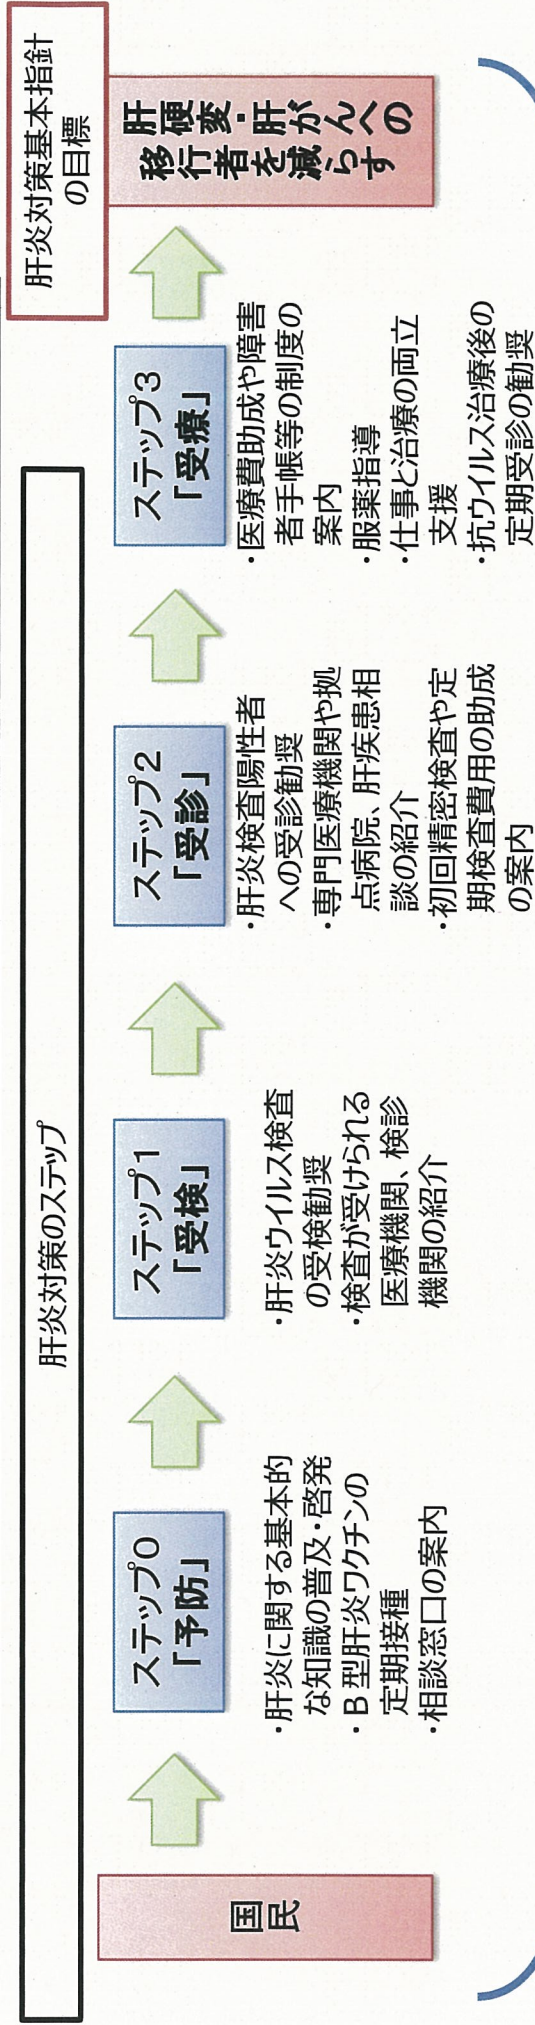 肝炎対策のステップ
肝炎対策基本指針
の目標
国民
ステップ0
「予防」
・肝炎に関する基本的
な知識の普及・啓発
・B型肝炎ワクチンの
定期接種
・相談窓口の案内
ステップ1
「受検」
・肝炎ウイルス検査
の受検勧奨
・検査が受けられる
医療機関、検診
機関の紹介
ステップ2
「受診」
・肝炎検査陽性者
への受診勧奨
・専門医療機関や拠
点病院、肝疾患相
談の紹介
・初回精密検査や定
期検査費用の助成
の案内
ステップ3
「受療」
・医療費助成や障害
者手帳等の制度の
案内
・服薬指導
・仕事と治療の両立
支援
・抗ウイルス治療後の
定期受診の勧奨
肝硬変・肝がんへの
移行者を減らす